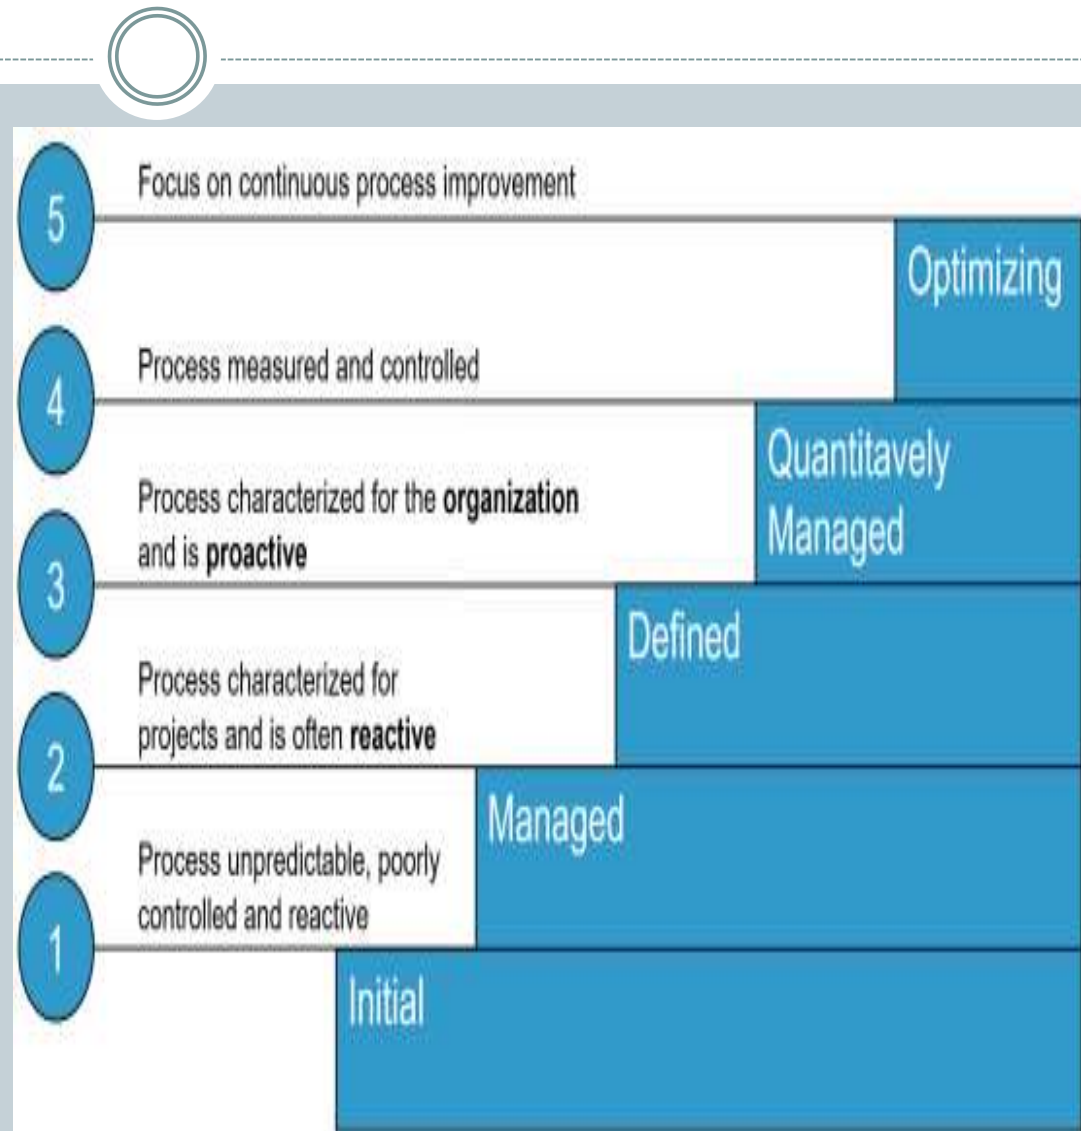 5
Focus on continuous process improvement
Optimizing
4
Process measured and controlled
Quantitavely
Managed
3
Process characterized for the organization
and is proactive
Defined
2
Process characterized for
projects and is often reactive
Managed
1
Process unpredictable, poorly
controlled and reactive
Initial